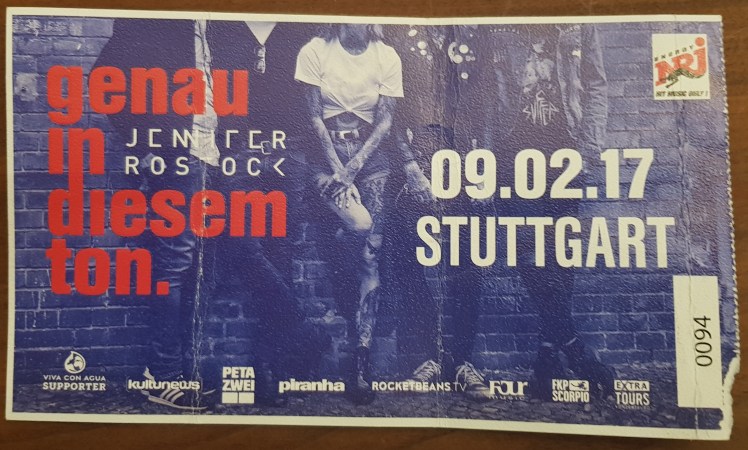 genau
in
diesem
ton.
JENNIFER
ROSTOCK
ENERGY
NRJ
HIT MUSIC ONLY!
09.02.17
STUTTGART
0094
VIVA CON AGUA
SUPPORTER
kulturnews
PETA
ZWEI
piranha
ROCKETBEANS TV
FOUR
FKP
SCORPIO
EXTRA
TOURS